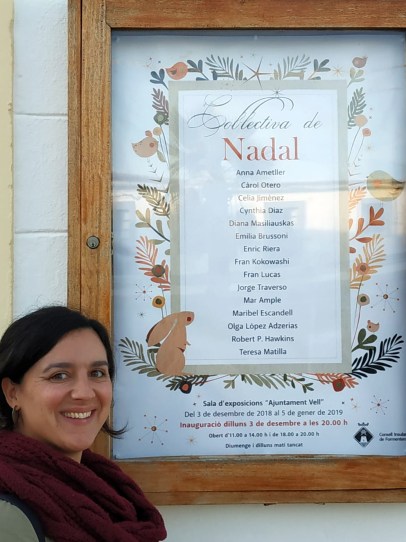 Col·lectiva de
Nadal
Anna Ametller
Càrol Otero
Celia Jiménez
Cynthia Díaz
Diana Masiliauskas
Emilia Brussoni
Enric Riera
Fran Kokowashi
Fran Lucas
Jorge Traverso
Mar Ample
Maribel Escandell
Olga López Adzerias
Robert P. Hawkins
Teresa Matilla
Sala d'exposicions "Ajuntament Vell"
Del 3 de desembre de 2018 al 5 de gener de 2019
Inauguració dilluns 3 de desembre a les 20.00 h
Obert d'11.00 a 14.00 h i de 18.00 a 20.00 h
Diumenge i dilluns matí tancat
Consell Insular
de Formentera